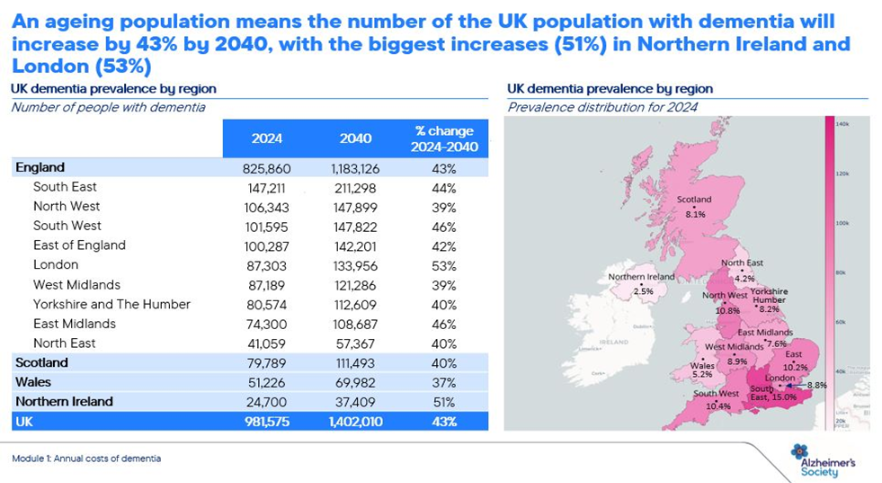 An ageing population means the number of the UK population with dementia will
increase by 43% by 2040, with the biggest increases (51%) in Northern Ireland and
London (53%)
UK dementia prevalence by region
Number of people with dementia
2024 2040 % change
2024-2040
England 825,860 1,183,126 43%
South East 147,211 211,298 44%
North West 106,343 147,899 39%
South West 101,595 147,822 46%
East of England 100,287 142,201 42%
London 87,303 133,956 53%
West Midlands 87,189 121,286 39%
Yorkshire and The Humber 80,574 112,609 40%
East Midlands 74,300 108,687 46%
North East 41,059 57,367 40%
Scotland 79,789 111,493 40%
Wales 51,226 69,982 37%
Northern Ireland 24,700 37,409 51%
UK 981,575 1,402,010 43%
UK dementia prevalence by region
Prevalence distribution for 2024
140k
120k
100k
80k
60k
40k
20k
Scotland
8.1%
North East
4.2%
Northern Ireland
2.5%
North West
10.8%
Yorkshire
Humber
8.2%
IRELAND
East Midlands
7.6%
West Midlands
8.9%
Wales
5.2%
East
10.2%
London
8.8%
South
East, 15.0%
South West
10.4%
Module 1: Annual costs of dementia
Alzheimer's
Society